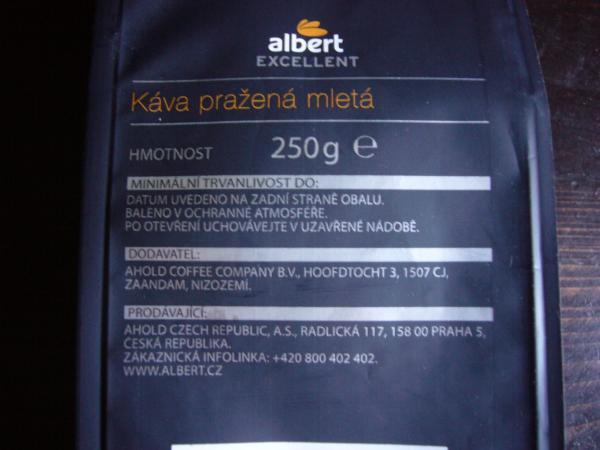 albert
EXCELLENT
Káva pražená mletá
HMOTNOST 250g ℮
MINIMÁLNÍ TRVANLIVOST DO:
DATUM UVEDENO NA ZADNÍ STRANĚ OBALU.
BALENO V OCHRANNÉ ATMOSFÉŘE.
PO OTEVŘENÍ UCHOVÁVEJTE V UZAVŘENÉ NÁDOBĚ.
DODAVATEL:
AHOLD COFFEE COMPANY B.V., HOOFDTOCHT 3, 1507 CJ,
ZAANDAM, NIZOZEMÍ.
PRODÁVAJÍCÍ:
AHOLD CZECH REPUBLIC, A.S., RADLICKÁ 117, 158 00 PRAHA 5,
ČESKÁ REPUBLIKA.
ZÁKAZNICKÁ INFOLINKA: +420 800 402 402.
WWW.ALBERT.CZ